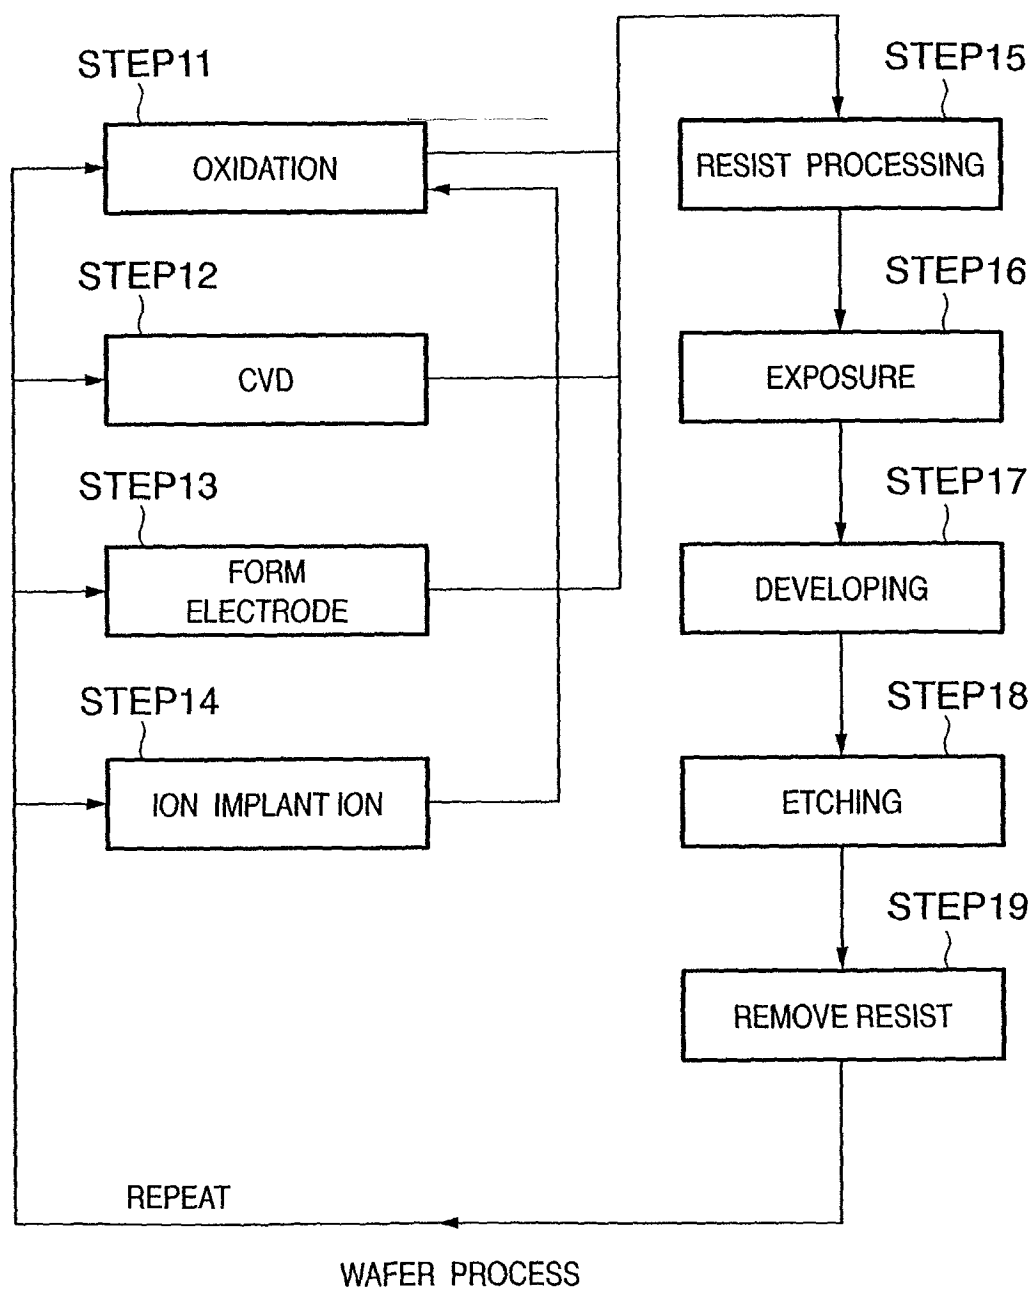 STEP11
OXIDATION
STEP12
CVD
STEP13
FORM
ELECTRODE
STEP14
ION IMPLANT ION
STEP15
RESIST PROCESSING
STEP16
EXPOSURE
STEP17
DEVELOPING
STEP18
ETCHING
STEP19
REMOVE RESIST
REPEAT
WAFER PROCESS